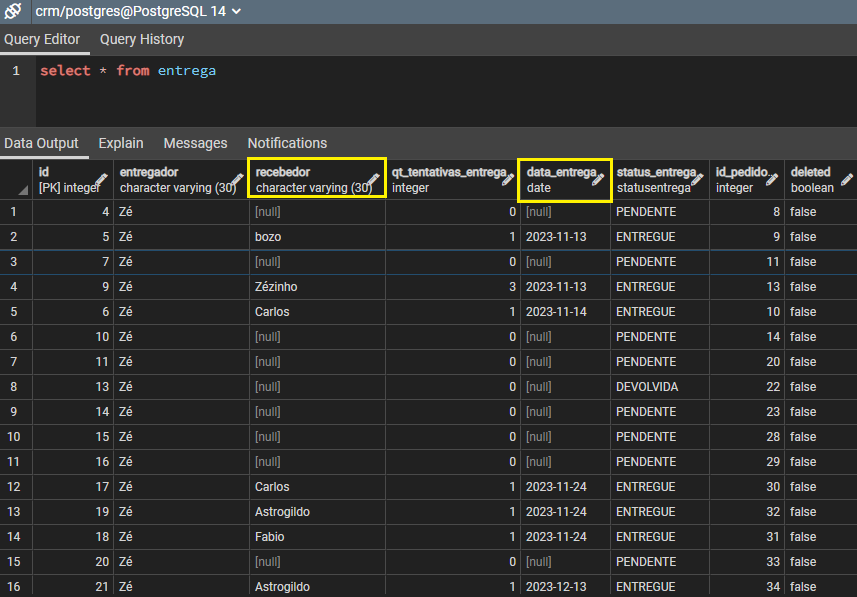 crm/postgres@PostgreSQL 14
Query Editor Query History
1 select * from entrega
Data Output Explain Messages Notifications
id entregador recebedor qt_tentativas_entrega data_entrega status_entrega id_pedido... deleted
[PK] integer character varying (30) character varying (30) integer date statusentrega integer boolean
1 4 Zé [null] 0 [null] PENDENTE 8 false
2 5 Zé bozo 1 2023-11-13 ENTREGUE 9 false
3 7 Zé [null] 0 [null] PENDENTE 11 false
4 9 Zé Zézinho 3 2023-11-13 ENTREGUE 13 false
5 6 Zé Carlos 1 2023-11-14 ENTREGUE 10 false
6 10 Zé [null] 0 [null] PENDENTE 14 false
7 11 Zé [null] 0 [null] PENDENTE 20 false
8 13 Zé [null] 0 [null] DEVOLVIDA 22 false
9 14 Zé [null] 0 [null] PENDENTE 23 false
10 15 Zé [null] 0 [null] PENDENTE 28 false
11 16 Zé [null] 0 [null] PENDENTE 29 false
12 17 Zé Carlos 1 2023-11-24 ENTREGUE 30 false
13 19 Zé Astrogildo 1 2023-11-24 ENTREGUE 32 false
14 18 Zé Fabio 1 2023-11-24 ENTREGUE 31 false
15 20 Zé [null] 0 [null] PENDENTE 33 false
16 21 Zé Astrogildo 1 2023-12-13 ENTREGUE 34 false